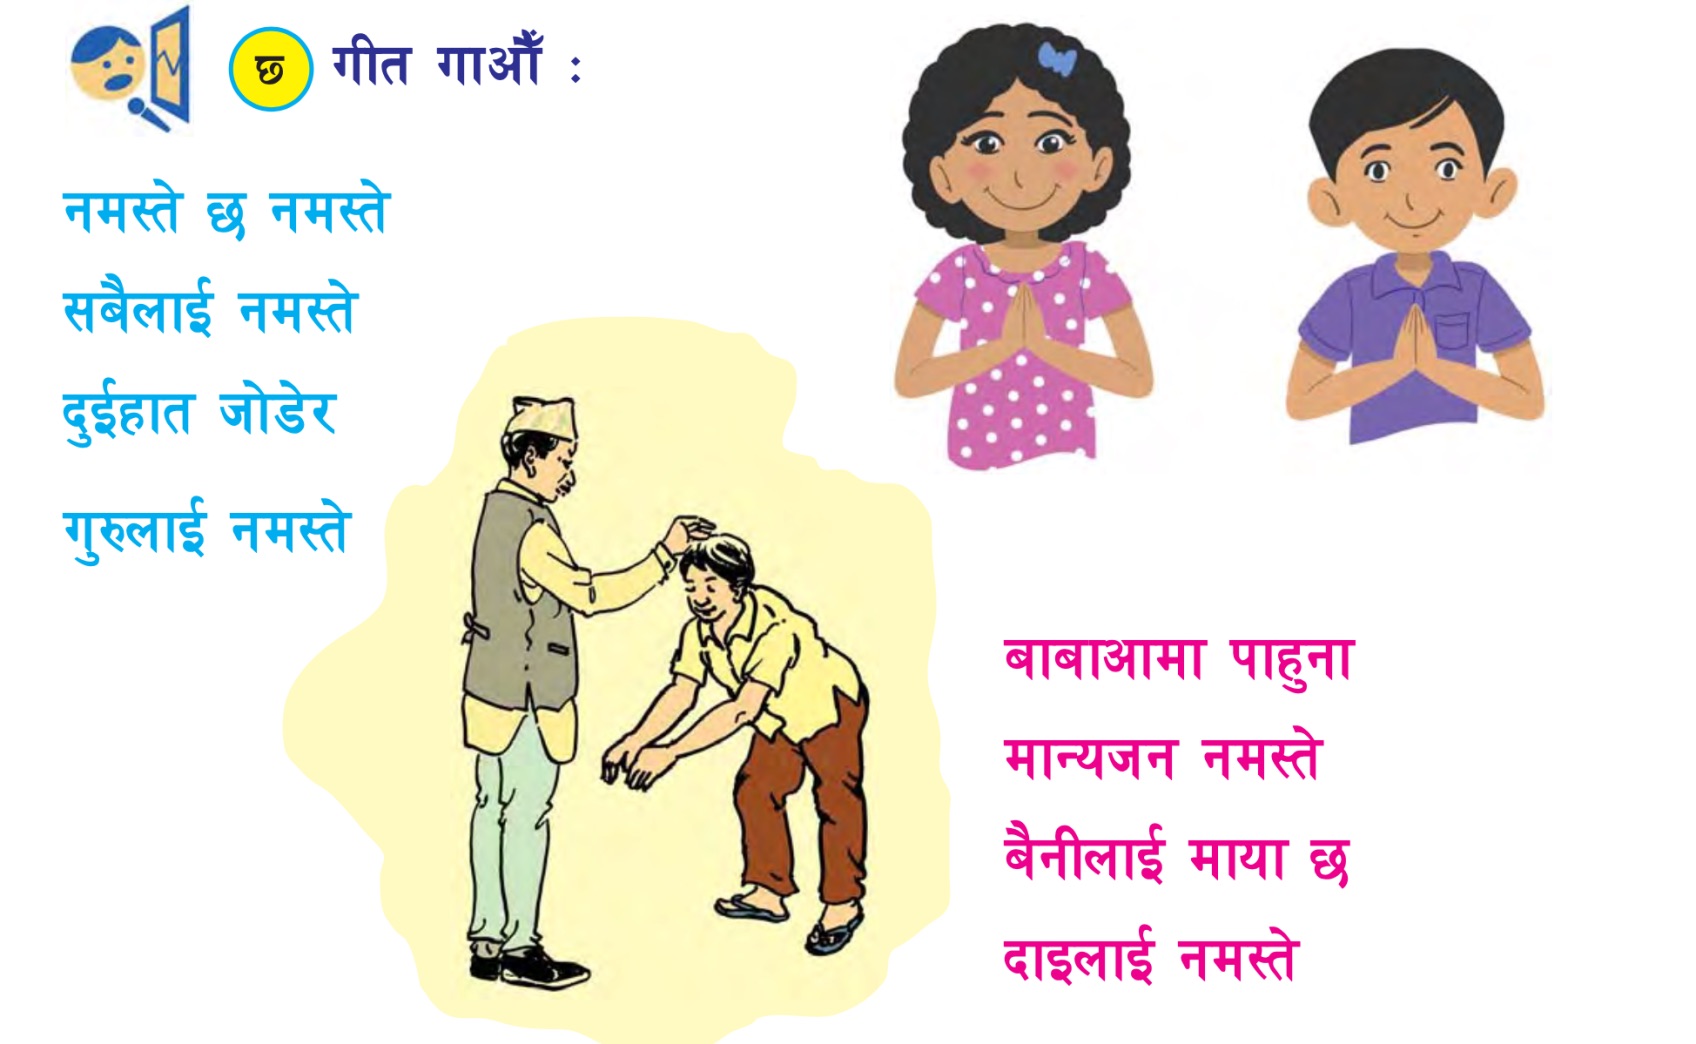 छ गीत गाऔँ :
नमस्ते छ नमस्ते
सबैलाई नमस्ते
दुईहात जोडेर
गुरुलाई नमस्ते
बाबाआमा पाहुना
मान्यजन नमस्ते
बैनीलाई माया छ
दाइलाई नमस्ते